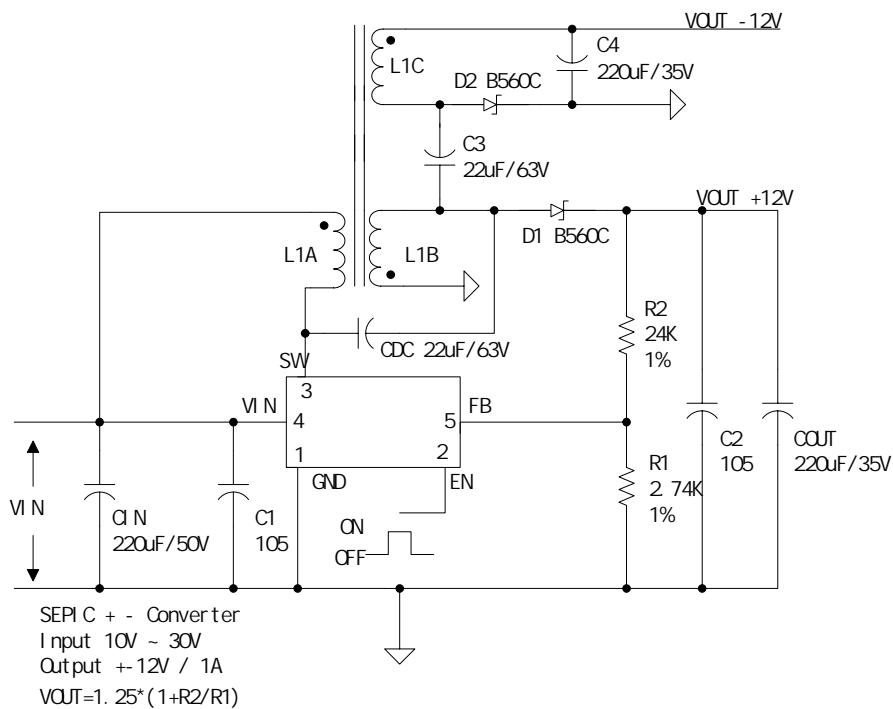 VOUT -12V
C4
220uF/35V
L1C
D2 B560C
C3
22uF/63V
VOUT +12V
D1 B560C
L1A
L1B
R2
24K
1%
CDC 22uF/63V
SW
3
VIN
4
5
FB
1
2
GND
EN
C2
105
COUT
220uF/35V
R1
2.74K
1%
VIN
CIN
220uF/50V
C1
105
ON
OFF
SEPIC + - Converter
Input 10V ~ 30V
Output +-12V / 1A
VOUT=1.25*(1+R2/R1)